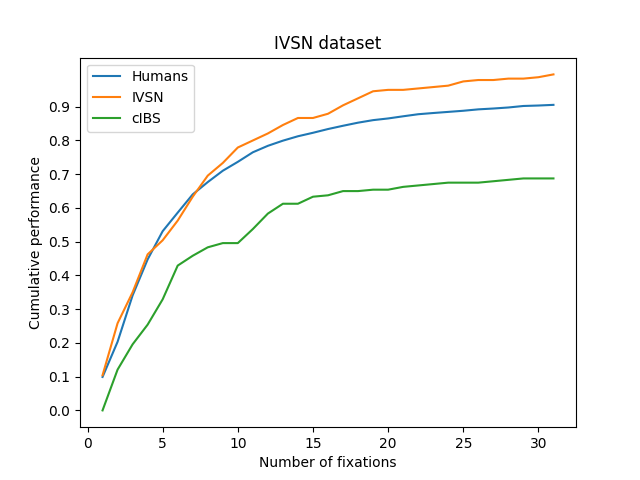 IVSN dataset
Humans
IVSN
cIBS
0.9
0.8
0.7
0.6
0.5
0.4
0.3
0.2
0.1
0.0
Cumulative performance
0 5 10 15 20 25 30
Number of fixations